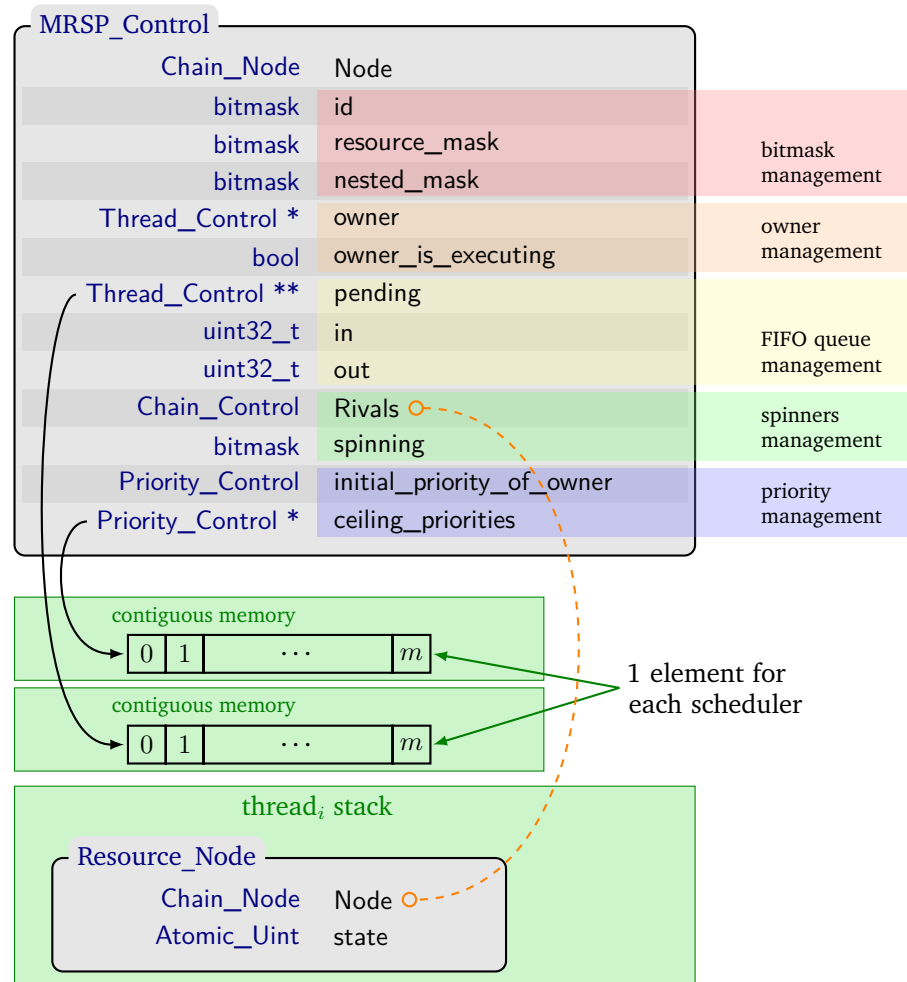 MRSP_Control
Chain_Node Node
bitmask id
bitmask resource_mask
bitmask nested_mask
bitmask
management
Thread_Control * owner
bool owner_is_executing
owner
management
Thread_Control ** pending
uint32_t in
uint32_t out
FIFO queue
management
Chain_Control Rivals
bitmask spinning
spinners
management
Priority_Control initial_priority_of_owner
Priority_Control * ceiling_priorities
priority
management
contiguous memory
0 1 ⋯ m
contiguous memory
0 1 ⋯ m
1 element for
each scheduler
threadᵢ stack
Resource_Node
Chain_Node Node
Atomic_Uint state